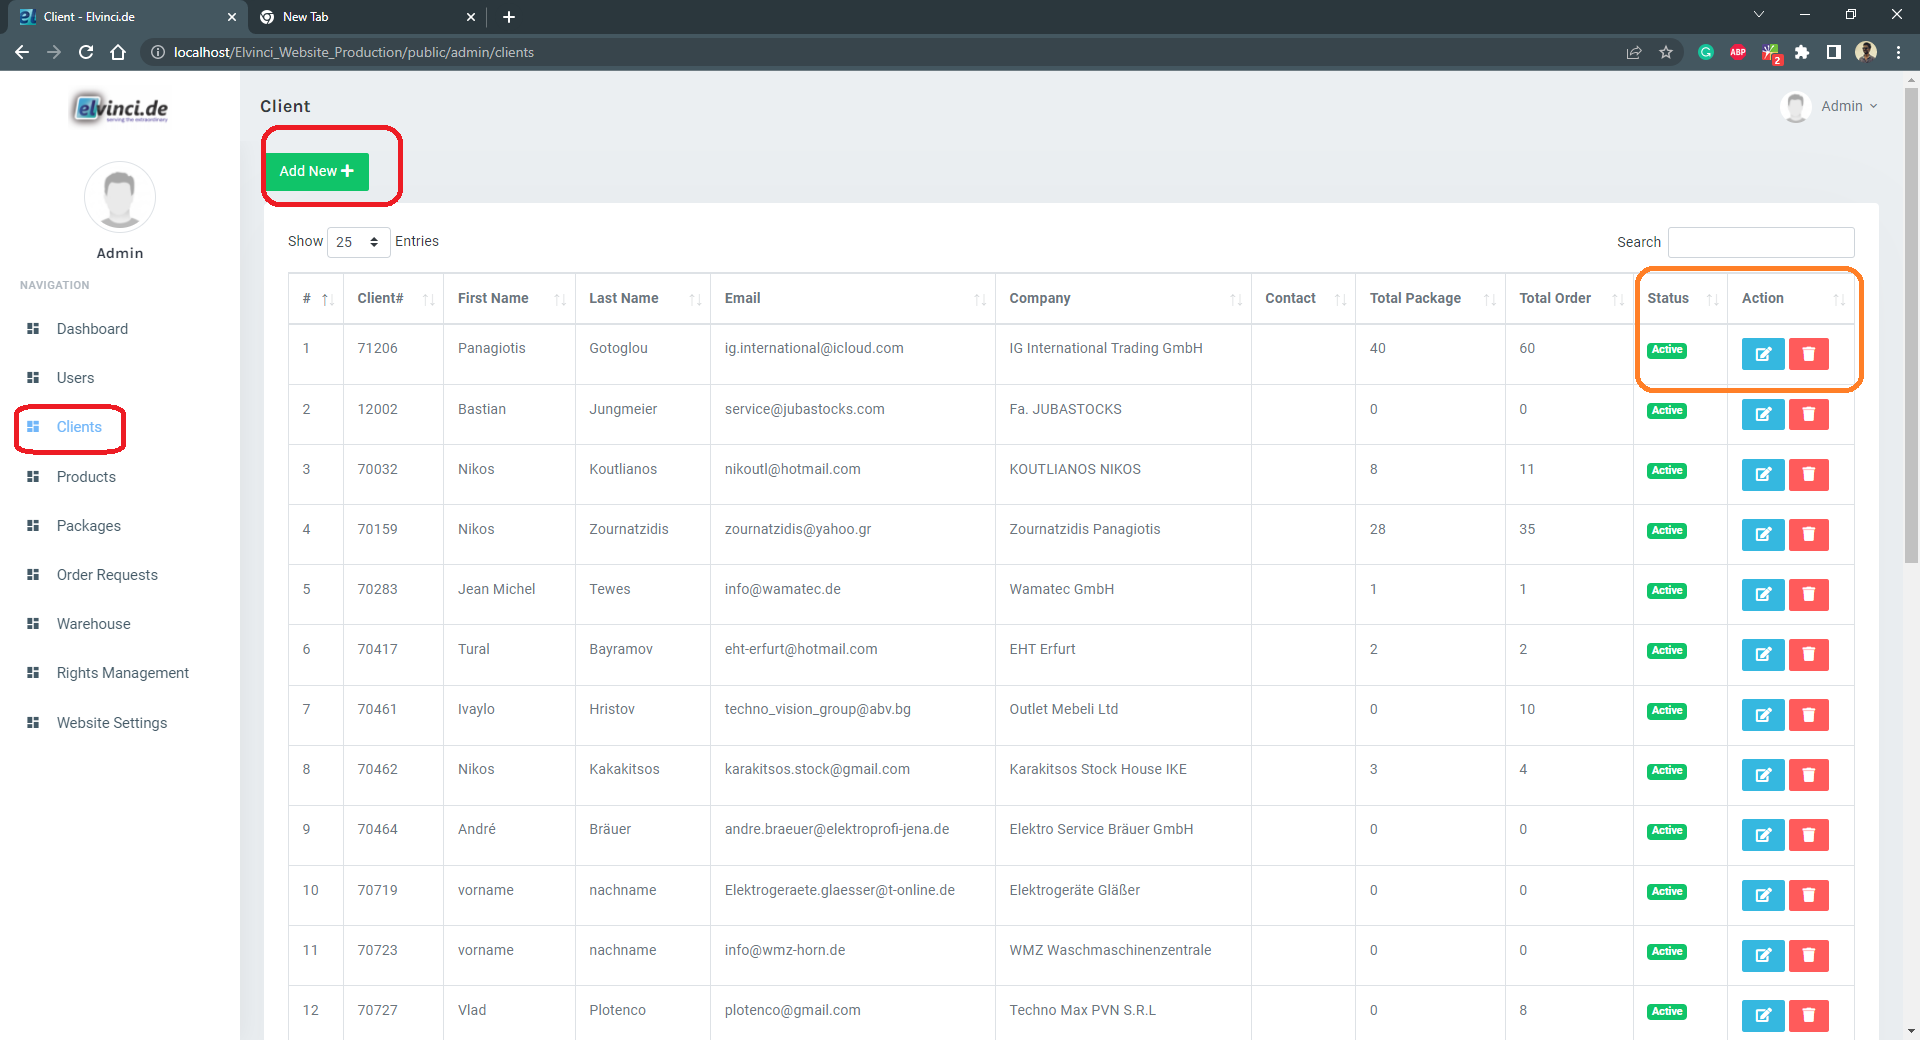 Client - Elvinci.de
New Tab
localhost/Elvinci_Website_Production/public/admin/clients
ABP
2
elvinci.de
serving the extraordinary
Client
Admin
Add New
Admin
NAVIGATION
Dashboard
Users
Clients
Products
Packages
Order Requests
Warehouse
Rights Management
Website Settings
Show 25 Entries
Search
# Client# First Name Last Name Email Company Contact Total Package Total Order Status Action
1 71206 Panagiotis Gotoglou ig.international@icloud.com IG International Trading GmbH 40 60 Active
2 12002 Bastian Jungmeier service@jubastocks.com Fa. JUBASTOCKS 0 0 Active
3 70032 Nikos Koutlianos nikoutl@hotmail.com KOUTLIANOS NIKOS 8 11 Active
4 70159 Nikos Zournatzidis zournatzidis@yahoo.gr Zournatzidis Panagiotis 28 35 Active
5 70283 Jean Michel Tewes info@wamatec.de Wamatec GmbH 1 1 Active
6 70417 Tural Bayramov eht-erfurt@hotmail.com EHT Erfurt 2 2 Active
7 70461 Ivaylo Hristov techno_vision_group@abv.bg Outlet Mebeli Ltd 0 10 Active
8 70462 Nikos Kakakitsos karakitsos.stock@gmail.com Karakitsos Stock House IKE 3 4 Active
9 70464 André Bräuer andre.braeuer@elektroprofi-jena.de Elektro Service Bräuer GmbH 0 0 Active
10 70719 vorname nachname Elektrogeraete.glaesser@t-online.de Elektrogeräte Gläßer 0 0 Active
11 70723 vorname nachname info@wmz-horn.de WMZ Waschmaschinenzentrale 0 0 Active
12 70727 Vlad Plotenco plotenco@gmail.com Techno Max PVN S.R.L 0 8 Active